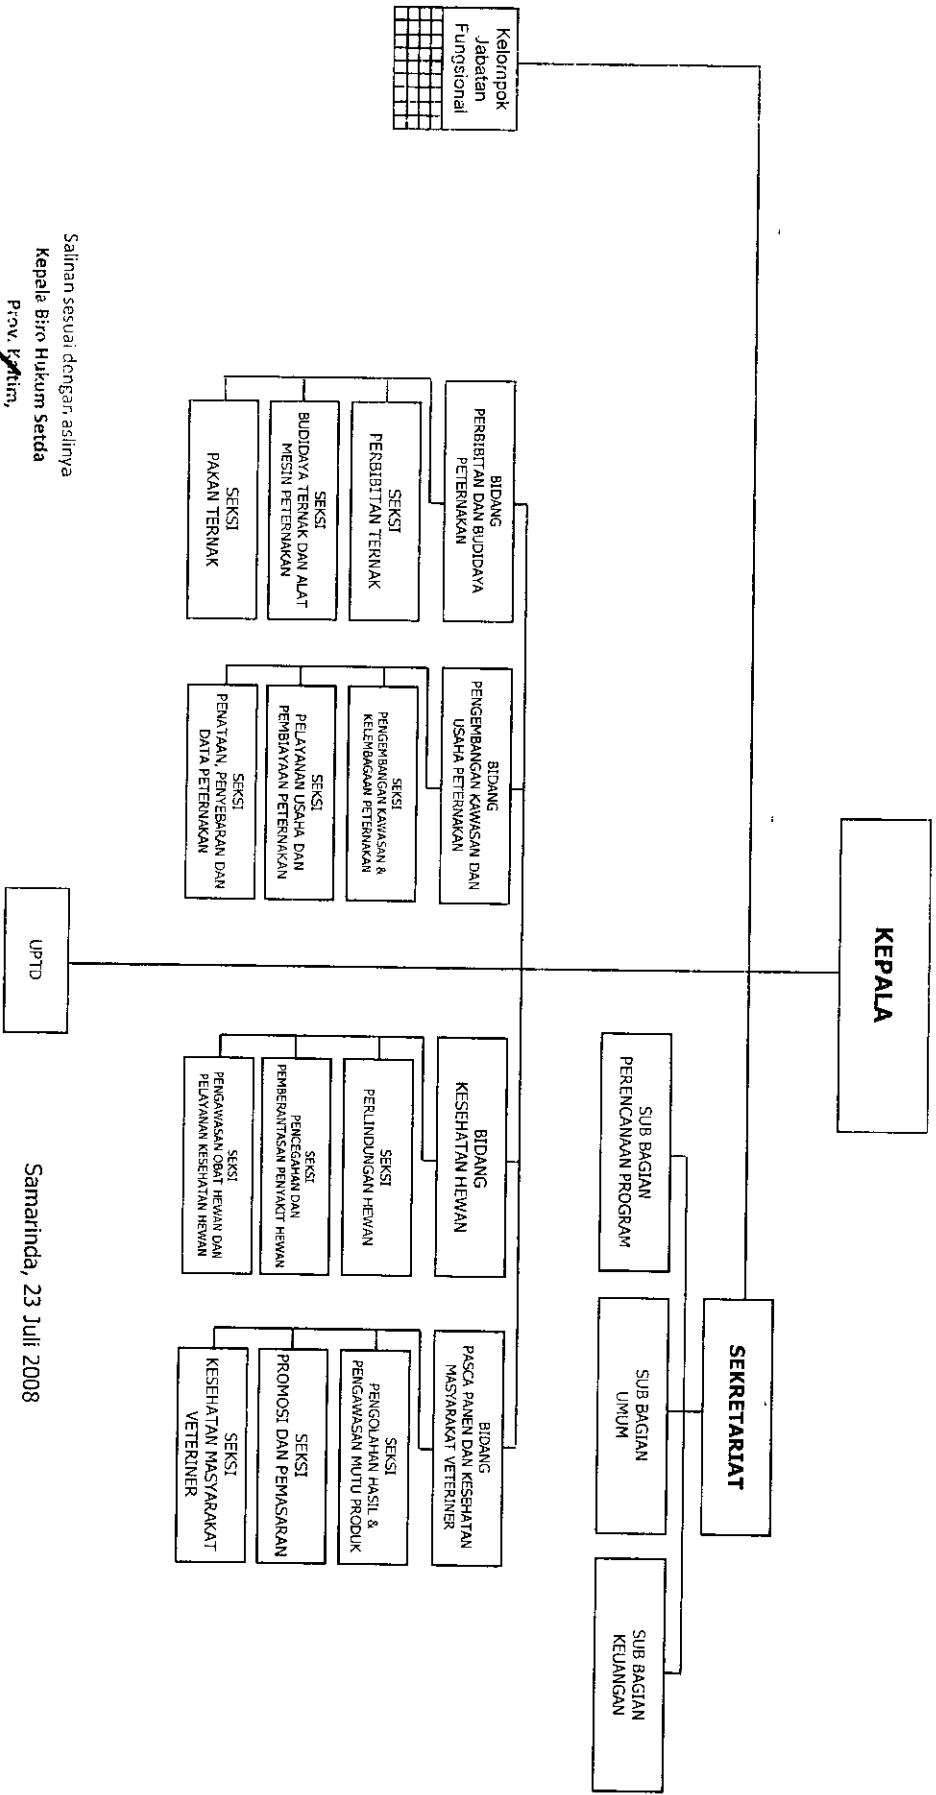 KEPALA
SEKRETARIAT
Kelompok
Jabatan
Fungsional
SUB BAGIAN
PERENCANAAN PROGRAM
SUB BAGIAN
UMUM
SUB BAGIAN
KEUANGAN
BIDANG
PERBIBITAN DAN BUDIDAYA
PETERNAKAN
SEKSI
PERBIBITAN TERNAK
SEKSI
BUDIDAYA TERNAK DAN ALAT
MESIN PETERNAKAN
SEKSI
PAKAN TERNAK
BIDANG
PENGEMBANGAN KAWASAN DAN
USAHA PETERNAKAN
SEKSI
PENGEMBANGAN KAWASAN &
KELEMBAGAAN PETERNAKAN
SEKSI
PELAYANAN USAHA DAN
PEMBIAYAAN PETERNAKAN
SEKSI
PENATAAN, PENYEBARAN DAN
DATA PETERNAKAN
BIDANG
KESEHATAN HEWAN
SEKSI
PERLINDUNGAN HEWAN
SEKSI
PENCEGAHAN DAN
PEMBERANTASAN PENYAKIT HEWAN
SEKSI
PENGAWASAN OBAT HEWAN DAN
PELAYANAN KESEHATAN HEWAN
BIDANG
PASCA PANEN DAN KESEHATAN
MASYARAKAT VETERINER
SEKSI
PENGOLAHAN HASIL &
PENGAWASAN MUTU PRODUK
SEKSI
PROMOSI DAN PEMASARAN
SEKSI
KESEHATAN MASYARAKAT
VETERINER
UPTD
Salinan sesuai dengan aslinya
Kepala Biro Hukum Setda
Prov. Kaltim,
Samarinda, 23 Juli 2008